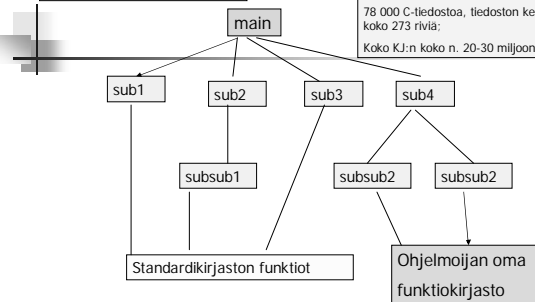 78 000 C-tiedostoa, tiedoston ke
koko 273 riviä;
Koko KJ:n koko n. 20-30 miljoon
main
sub1
sub2
sub3
sub4
subsub1
subsub2
subsub2
Standardikirjaston funktiot
Ohjelmoijan oma
funktiokirjasto